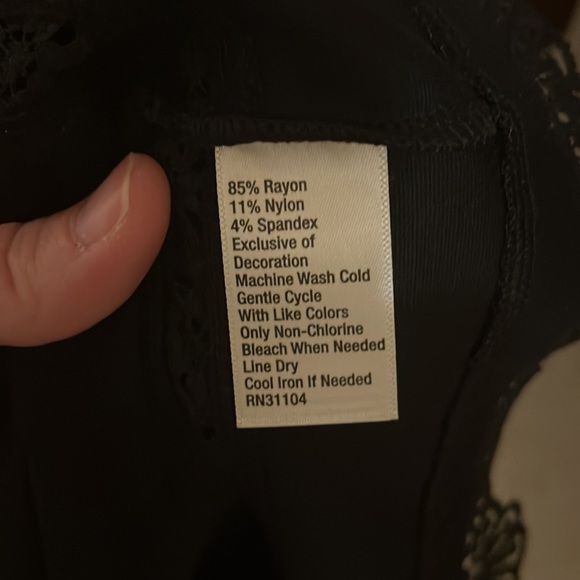 85% Rayon
11% Nylon
4% Spandex
Exclusive of
Decoration
Machine Wash Cold
Gentle Cycle
With Like Colors
Only Non-Chlorine
Bleach When Needed
Line Dry
Cool Iron If Needed
RN31104